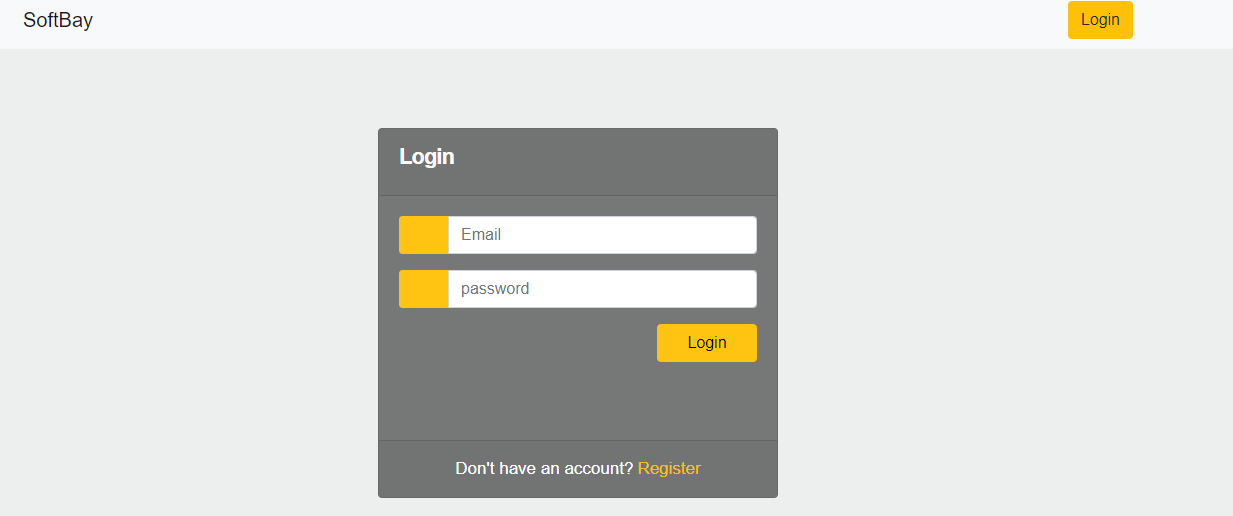 SoftBay
Login
Login
Email
password
Login
Don't have an account? Register